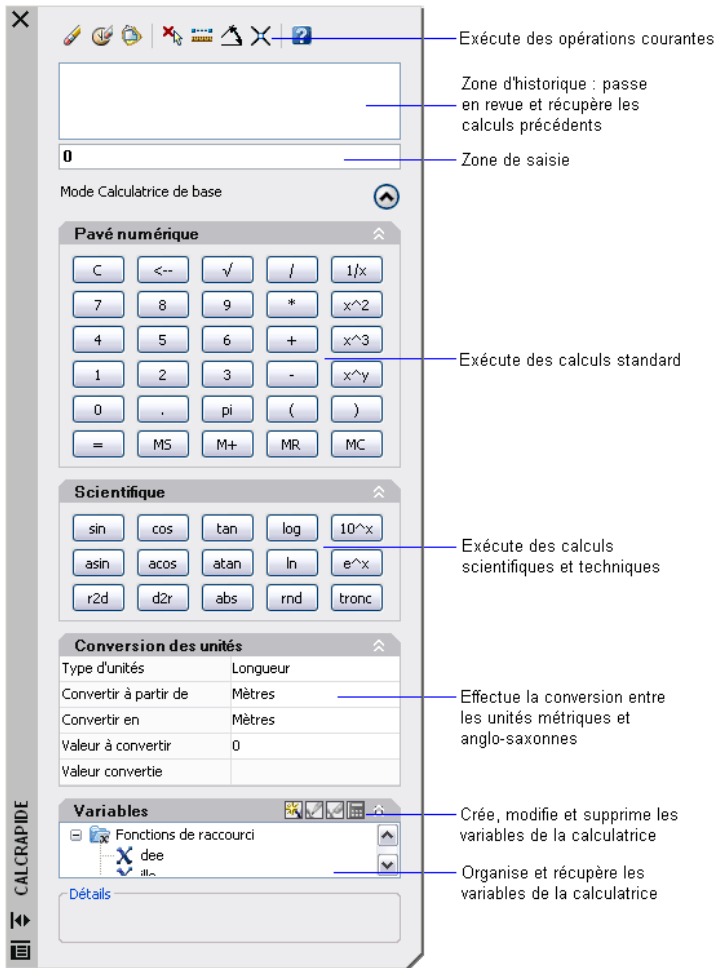 Exécute des opérations courantes
Zone d'historique : passe
en revue et récupère les
calculs précédents
0
Zone de saisie
Mode Calculatrice de base
Pavé numérique
C <-- √ / 1/x
7 8 9 * x^2
4 5 6 + x^3
Exécute des calculs standard
1 2 3 - x^y
0 . pi ( )
= MS M+ MR MC
Scientifique
sin cos tan log 10^x
asin acos atan ln e^x
r2d d2r abs rnd tronc
Exécute des calculs
scientifiques et techniques
Conversion des unités
Type d'unités Longueur
Convertir à partir de Mètres
Convertir en Mètres
Valeur à convertir 0
Valeur convertie
Effectue la conversion entre
les unités métriques et
anglo-saxonnes
Variables
Fonctions de raccourci
dee
Crée, modifie et supprime les
variables de la calculatrice
Organise et récupère les
variables de la calculatrice
Détails
CALCRAPIDE